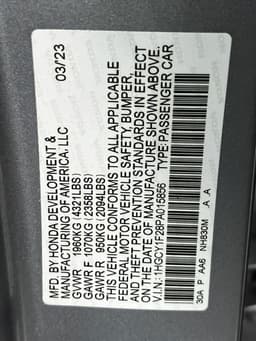 03/23
MFD. BY HONDA DEVELOPMENT &
MANUFACTURING OF AMERICA, LLC
GVWR 1960KG (4321LBS)
GAWR F 1070KG (2358LBS)
GAWR R 950KG (2094LBS)
THIS VEHICLE CONFORMS TO ALL APPLICABLE
FEDERAL MOTOR VEHICLE SAFETY, BUMPER,
AND THEFT PREVENTION STANDARDS IN EFFECT
ON THE DATE OF MANUFACTURE SHOWN ABOVE.
V.I.N: 1HGCY1F28PA015856 TYPE: PASSENGER CAR
30A P AA6 NH830M A A